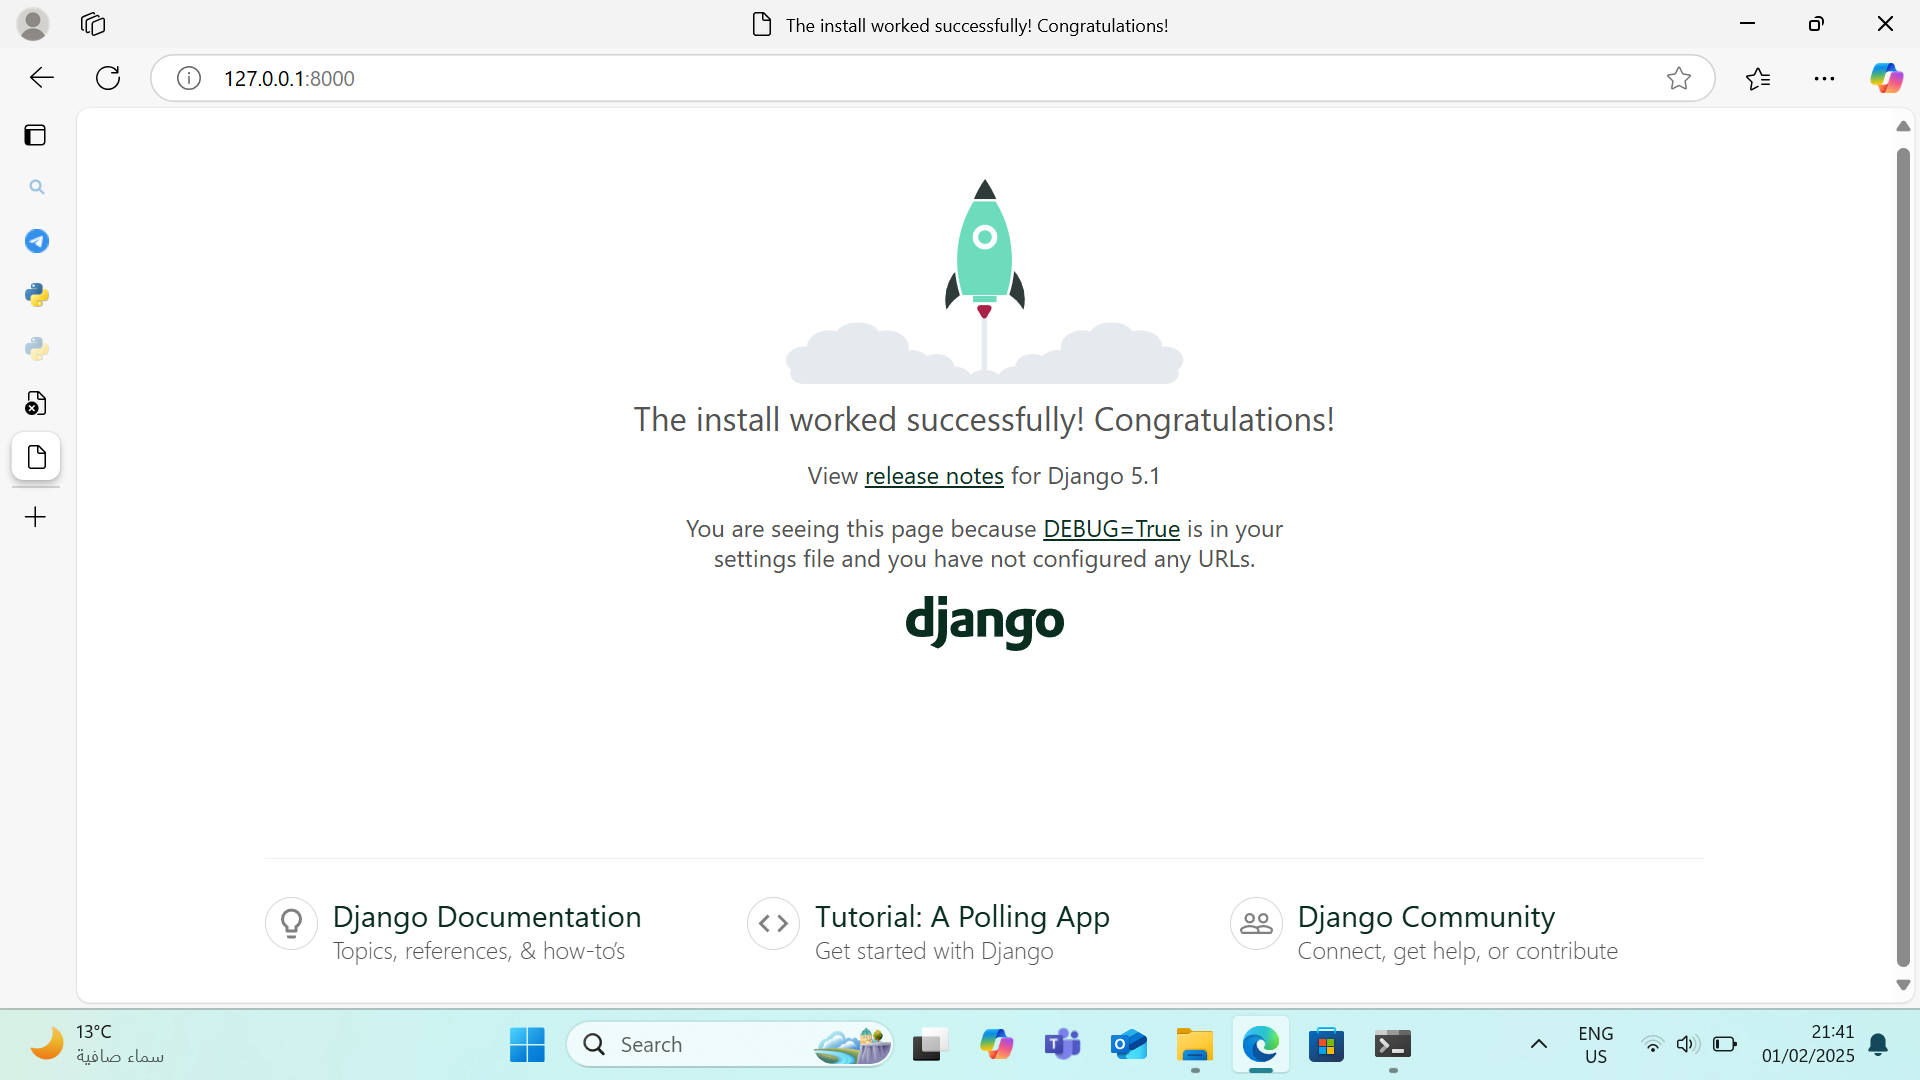 The install worked successfully! Congratulations!
127.0.0.1:8000
The install worked successfully! Congratulations!
View release notes for Django 5.1
You are seeing this page because DEBUG=True is in your
settings file and you have not configured any URLs.
django
Django Documentation
Topics, references, & how-to's
Tutorial: A Polling App
Get started with Django
Django Community
Connect, get help, or contribute
13°C
سماء صافية
Search
ENG
US
21:41
01/02/2025